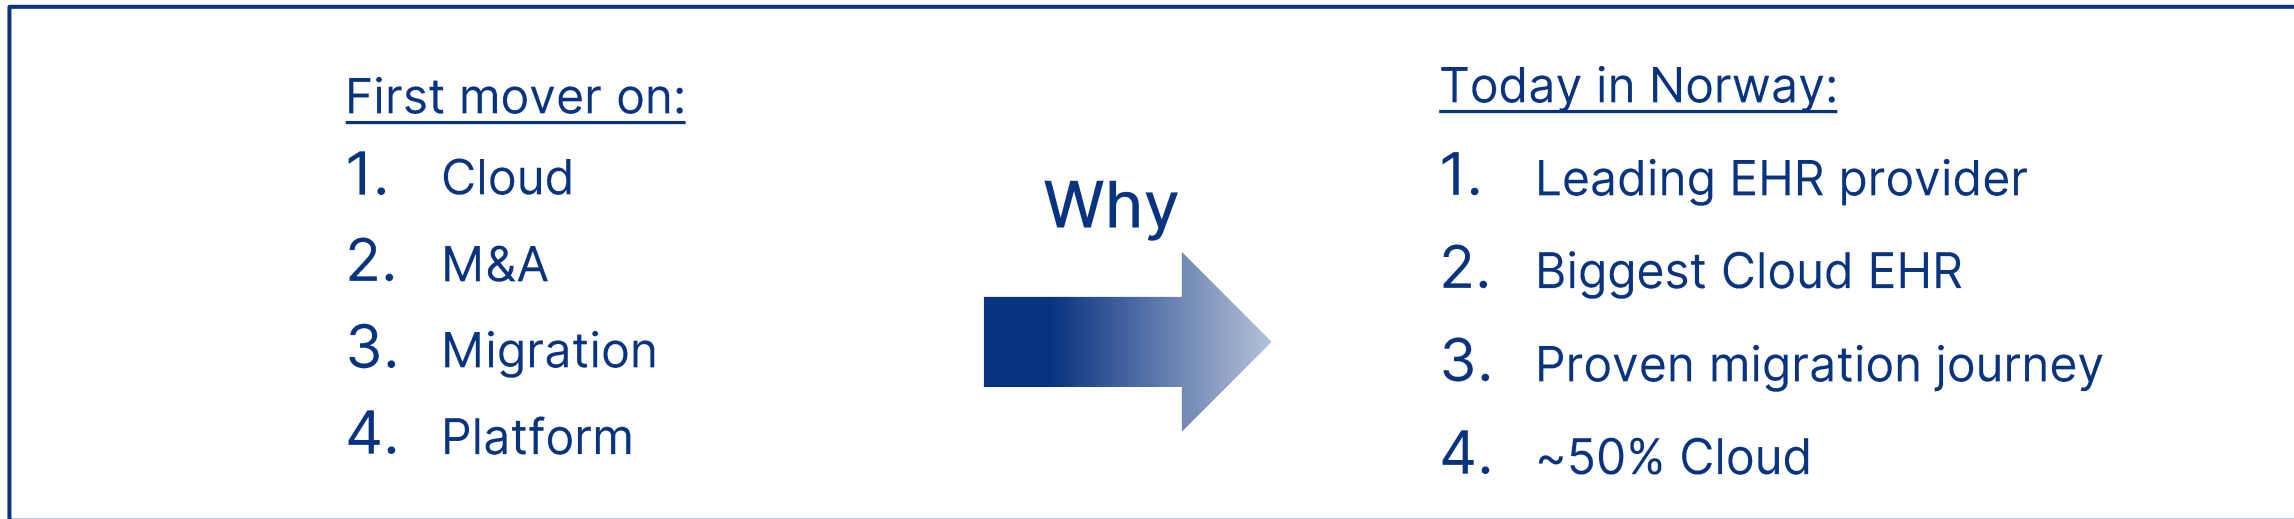 First mover on:
1. Cloud
2. M&A
3. Migration
4. Platform
Why
Today in Norway:
1. Leading EHR provider
2. Biggest Cloud EHR
3. Proven migration journey
4. ~50% Cloud